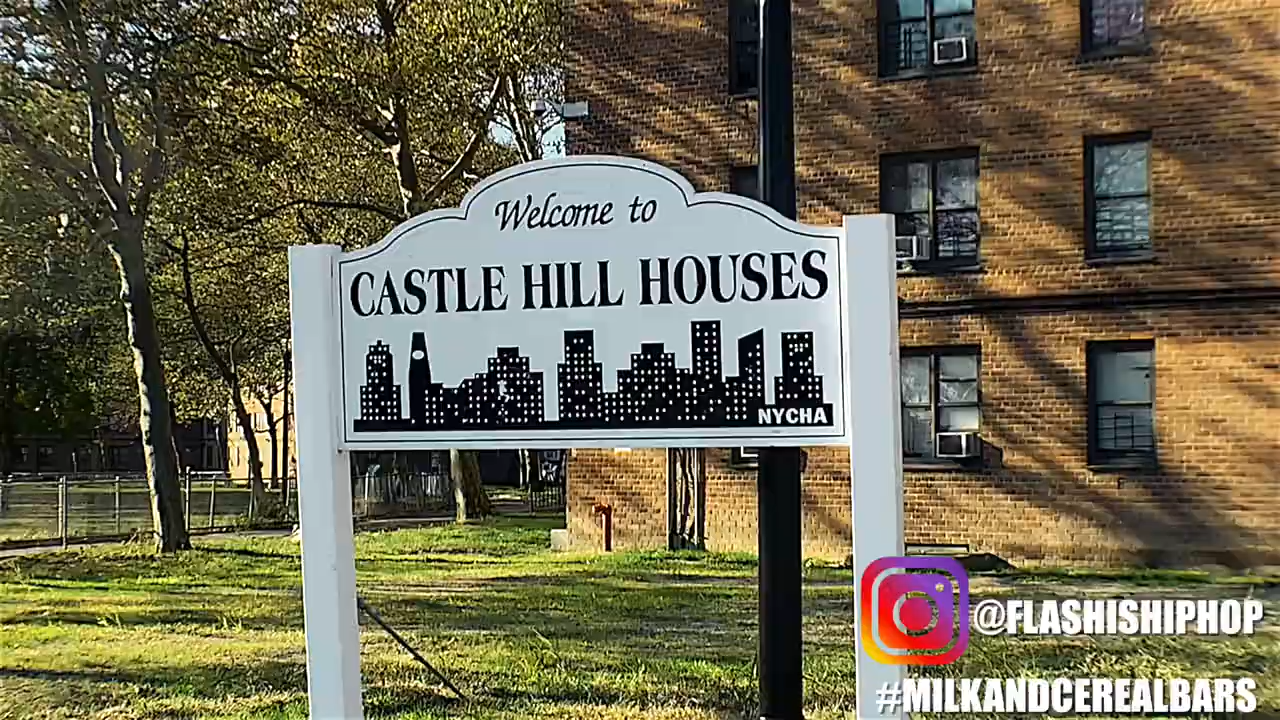 Welcome to
CASTLE HILL HOUSES
NYCHA
@FLASHISHIPHOP
#MILKANDCEREALBARS